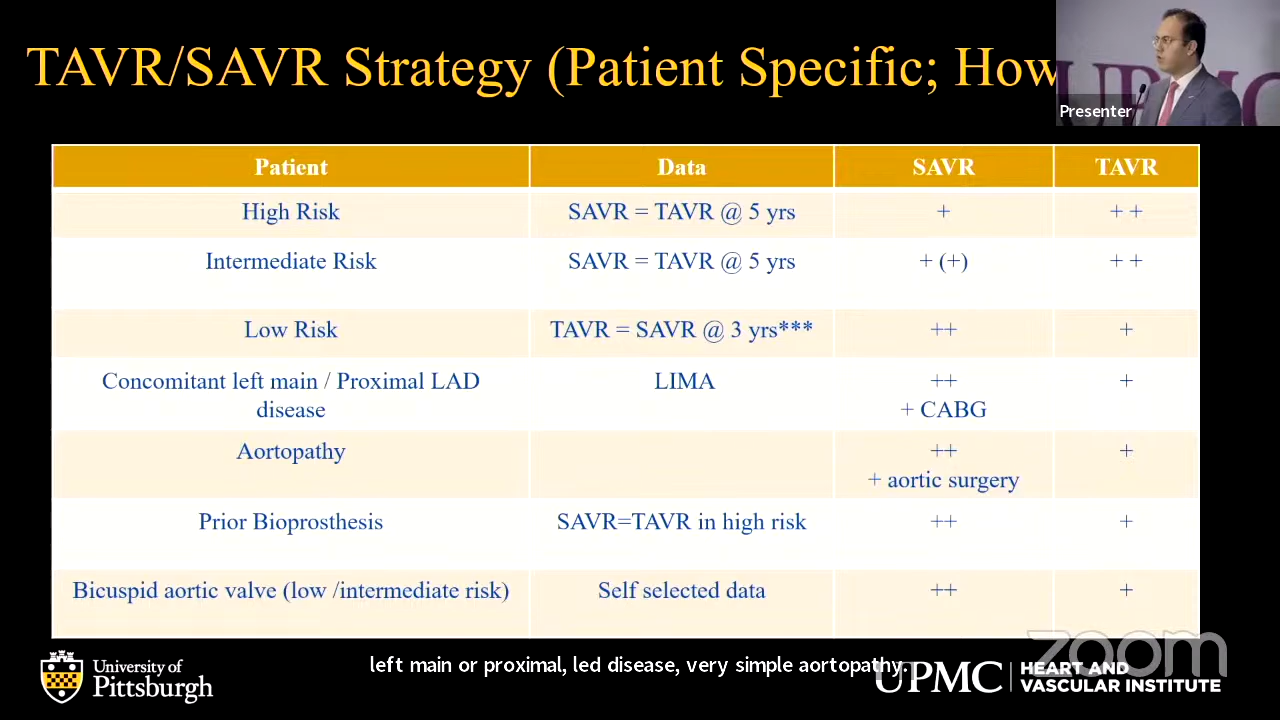 TAVR/SAVR Strategy (Patient Specific; How
UPMC
Presenter
Patient Data SAVR TAVR
High Risk SAVR = TAVR @ 5 yrs + + +
Intermediate Risk SAVR = TAVR @ 5 yrs + (+) + +
Low Risk TAVR = SAVR @ 3 yrs*** ++ +
Concomitant left main / Proximal LAD
disease
LIMA
++
+ CABG
+
Aortopathy
++
+ aortic surgery
+
Prior Bioprosthesis SAVR=TAVR in high risk ++ +
Bicuspid aortic valve (low /intermediate risk) Self selected data ++ +
zoom
left main or proximal, led disease, very simple aortopathy.
University of
Pittsburgh
UPMC
HEART AND
VASCULAR INSTITUTE